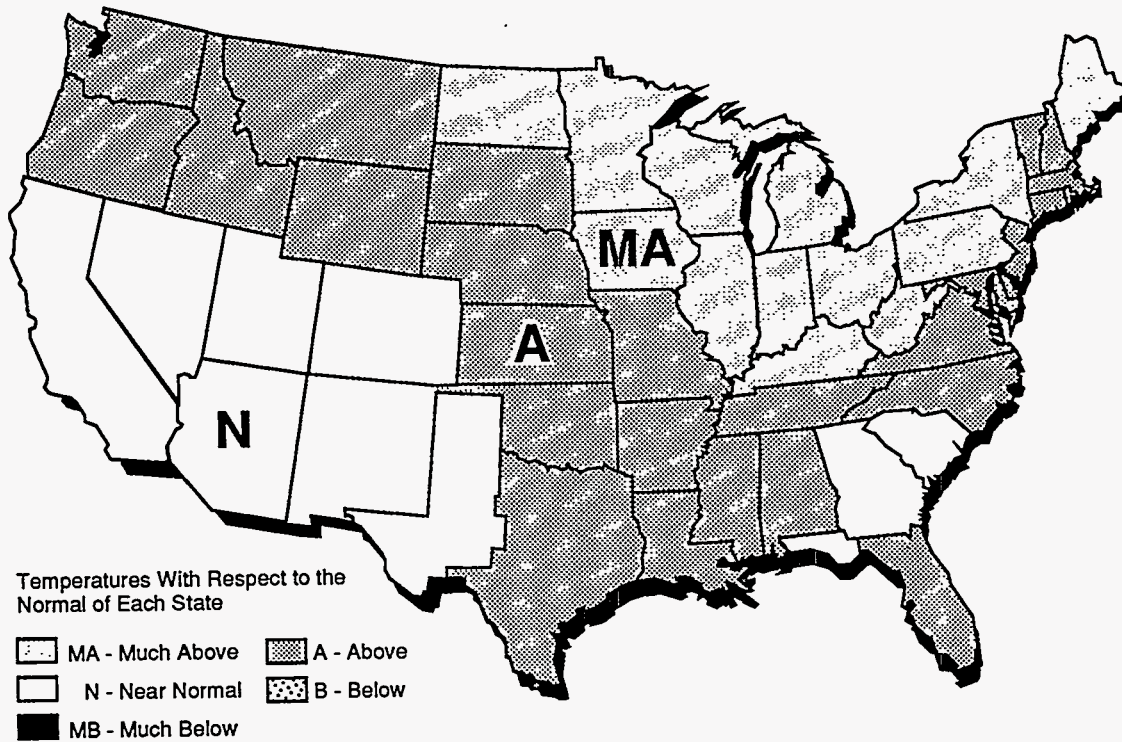 MA
A
N
Temperatures With Respect to the
Normal of Each State
MA - Much Above
A - Above
N - Near Normal
B - Below
MB - Much Below